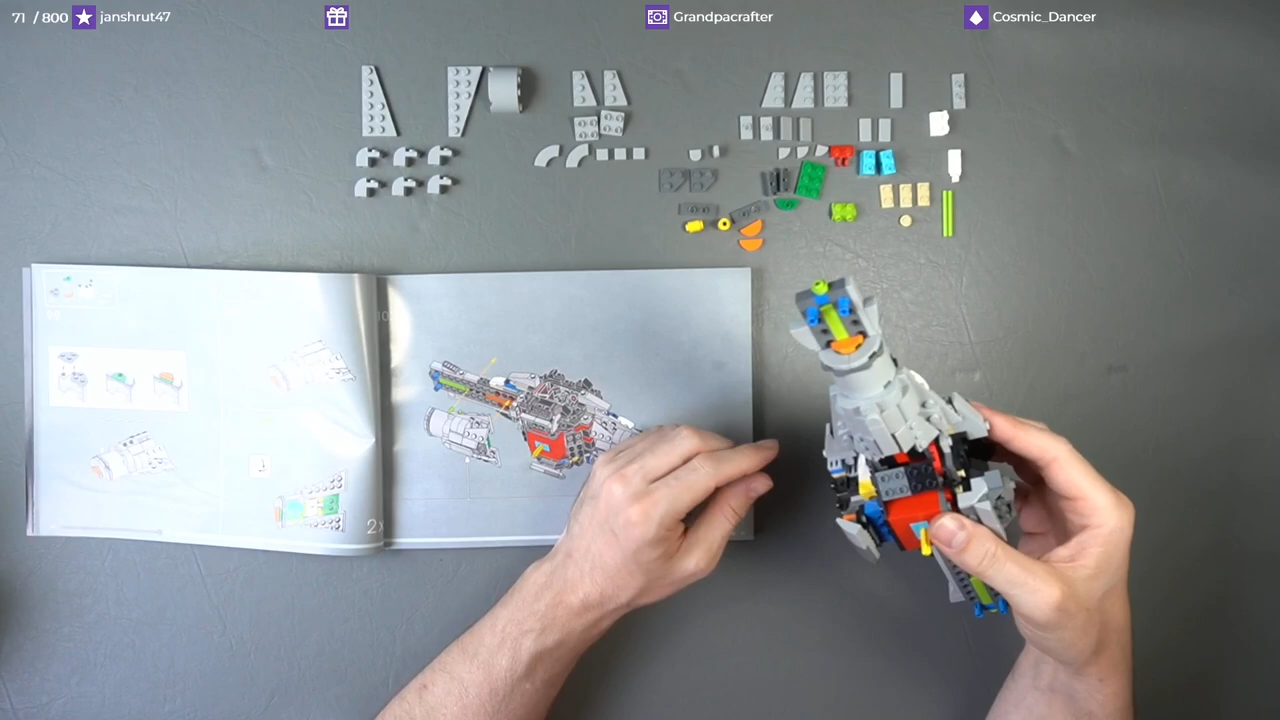 71 / 800 janshrut47
Grandpacrafter
Cosmic_Dancer
2x